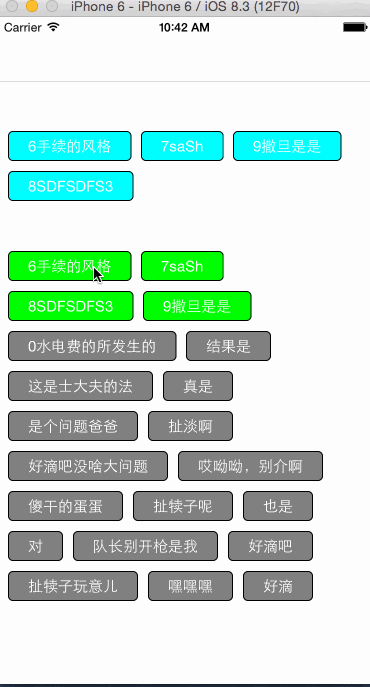 iPhone 6 - iPhone 6 / iOS 8.3 (12F70)
Carrier 10:42 AM
6手续的风格 7saSh 9撒旦是是
8SDFSDFS3
6手续的风格 7saSh
8SDFSDFS3 9撒旦是是
0水电费的所发生的 结果是
这是士大夫的法 真是
是个问题爸爸 扯淡啊
好滴吧没啥大问题 哎呦呦，别介啊
傻干的蛋蛋 扯犊子呢 也是
对 队长别开枪是我 好滴吧
扯犊子玩意儿 嘿嘿嘿 好滴